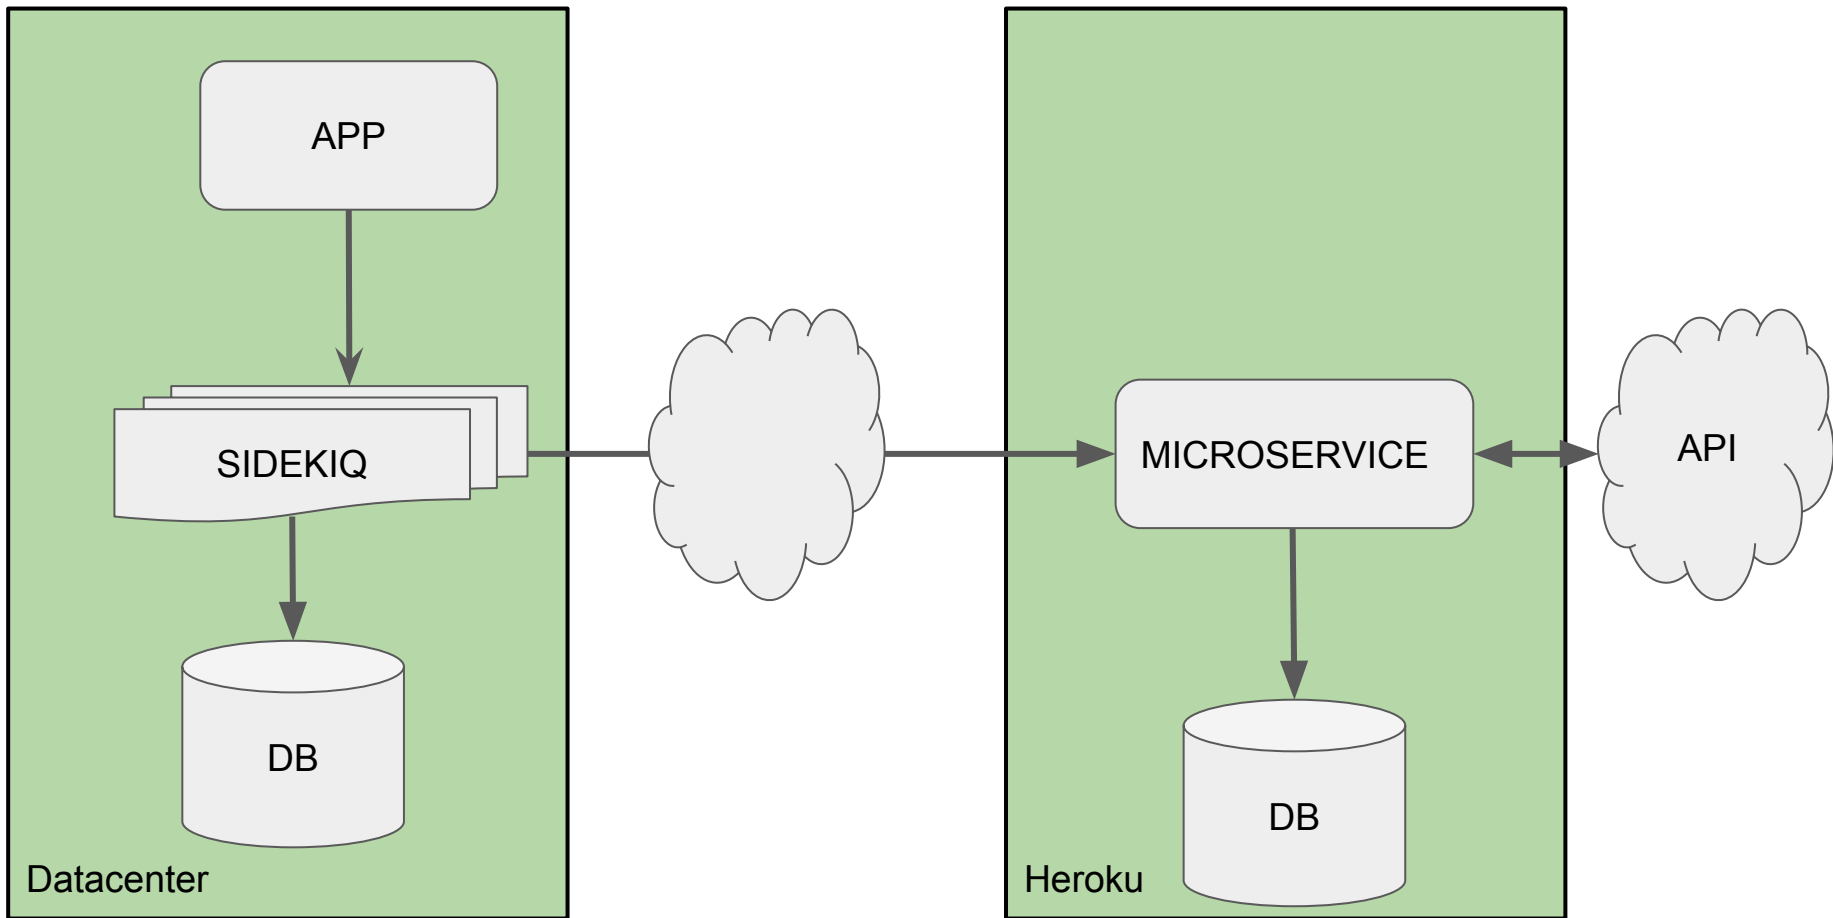 APP
SIDEKIQ
DB
Datacenter
MICROSERVICE
API
DB
Heroku